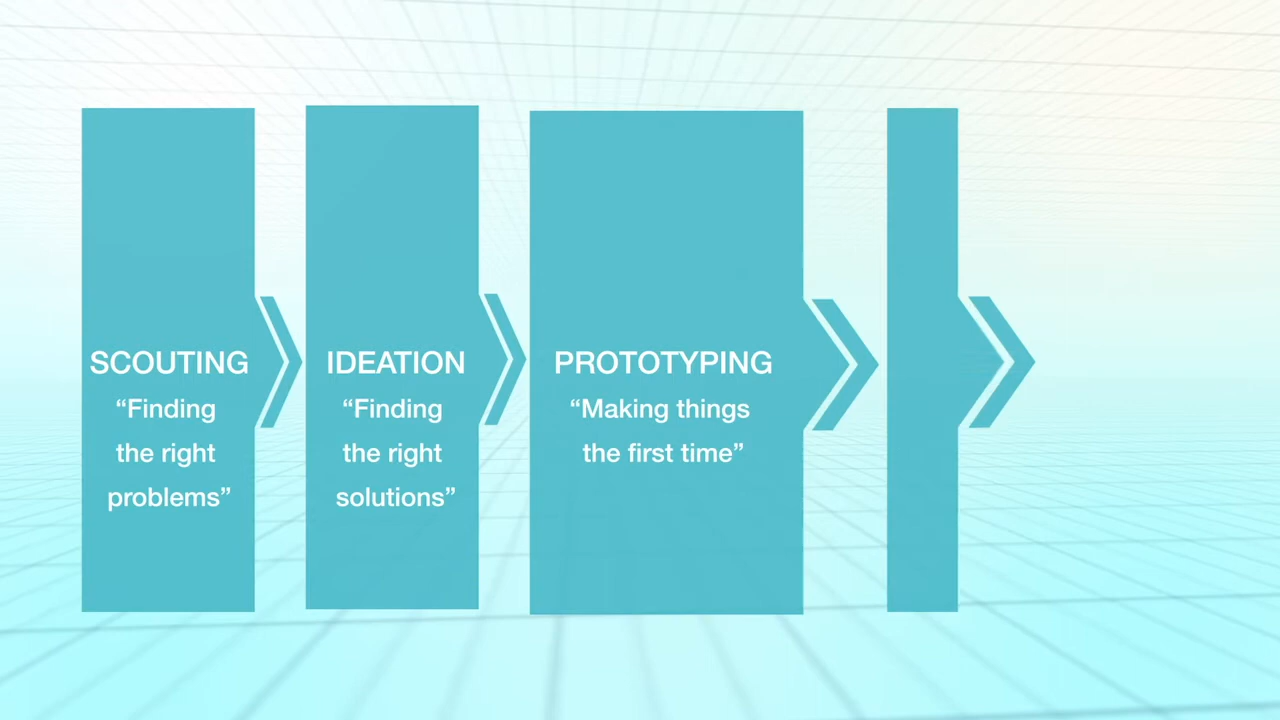 SCOUTING
“Finding
the right
problems”
IDEATION
“Finding
the right
solutions”
PROTOTYPING
“Making things
the first time”